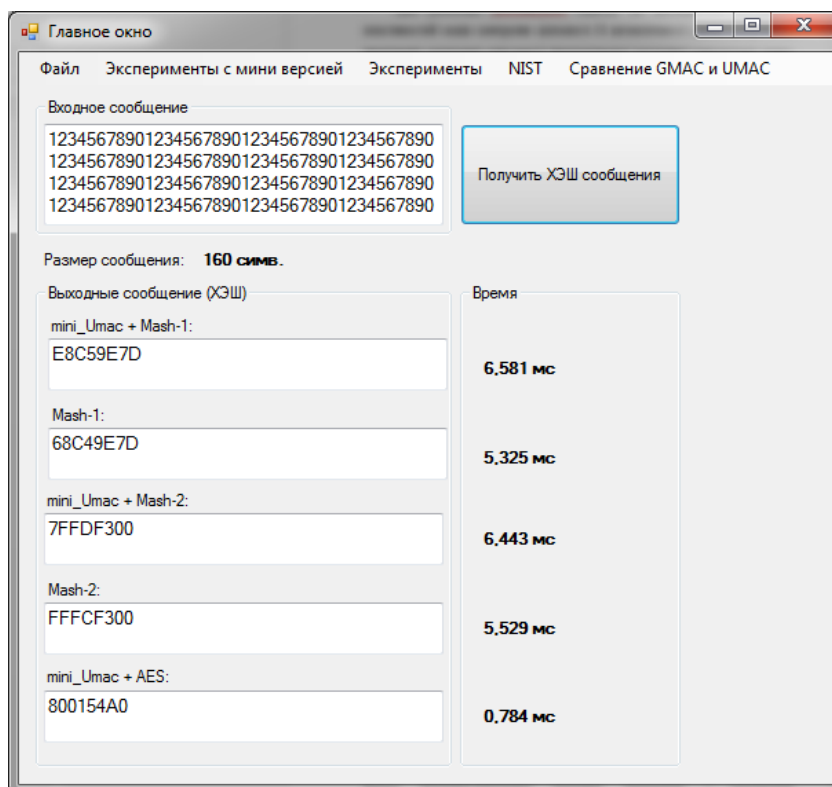 Главное окно
Файл Эксперименты с мини версией Эксперименты NIST Сравнение GMAC и UMAC
Входное сообщение
1234567890123456789012345678901234567890
1234567890123456789012345678901234567890
1234567890123456789012345678901234567890
1234567890123456789012345678901234567890
Получить ХЭШ сообщения
Размер сообщения: 160 симв.
Выходные сообщение (ХЭШ)
Время
mini_Umac + Mash-1:
E8C59E7D
6,581 мс
Mash-1:
68C49E7D
5,325 мс
mini_Umac + Mash-2:
7FFDF300
6,443 мс
Mash-2:
FFFCF300
5,529 мс
mini_Umac + AES:
800154A0
0,784 мс